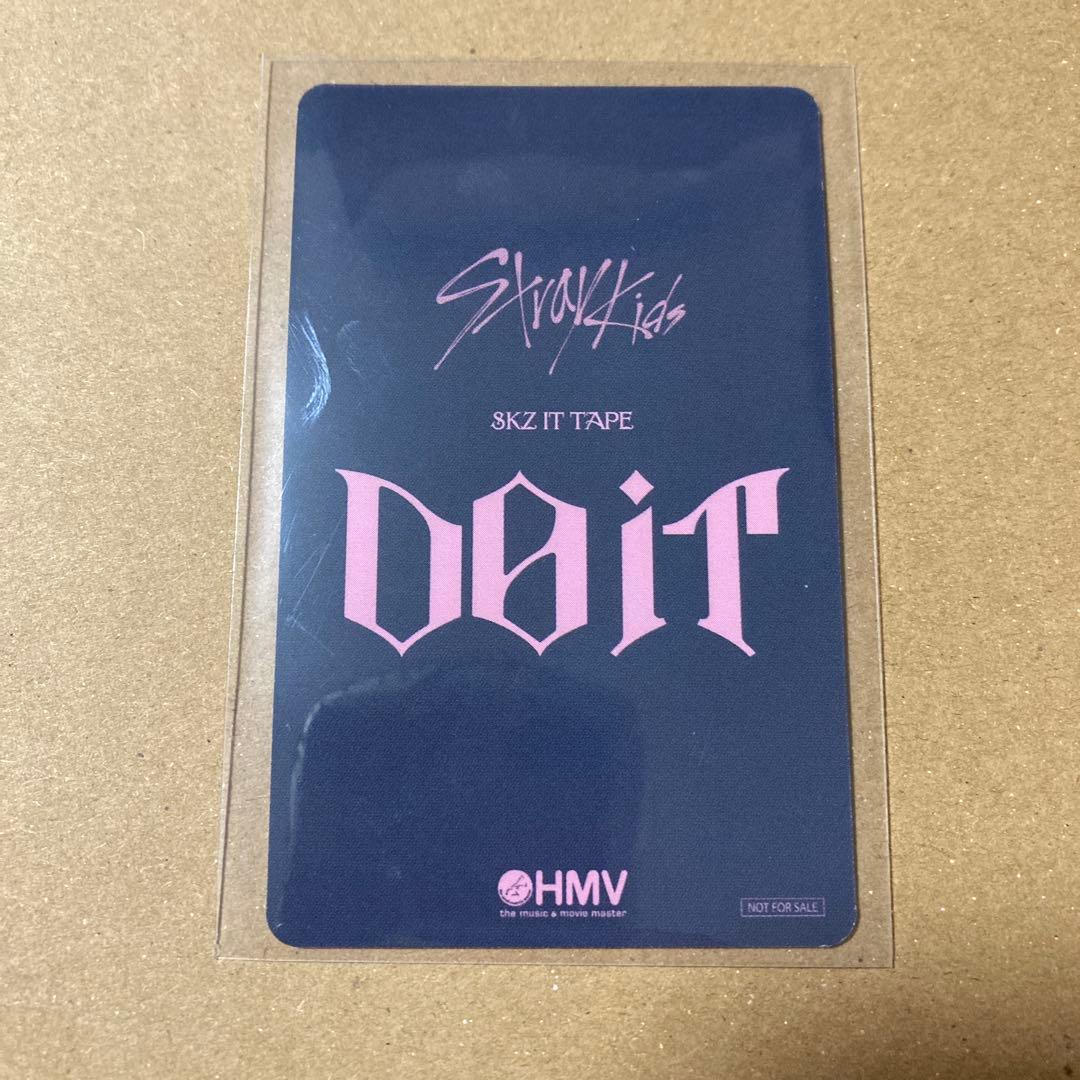 Stray Kids
SKZ IT TAPE
DO IT
HMV
the music & movie master
NOT FOR SALE